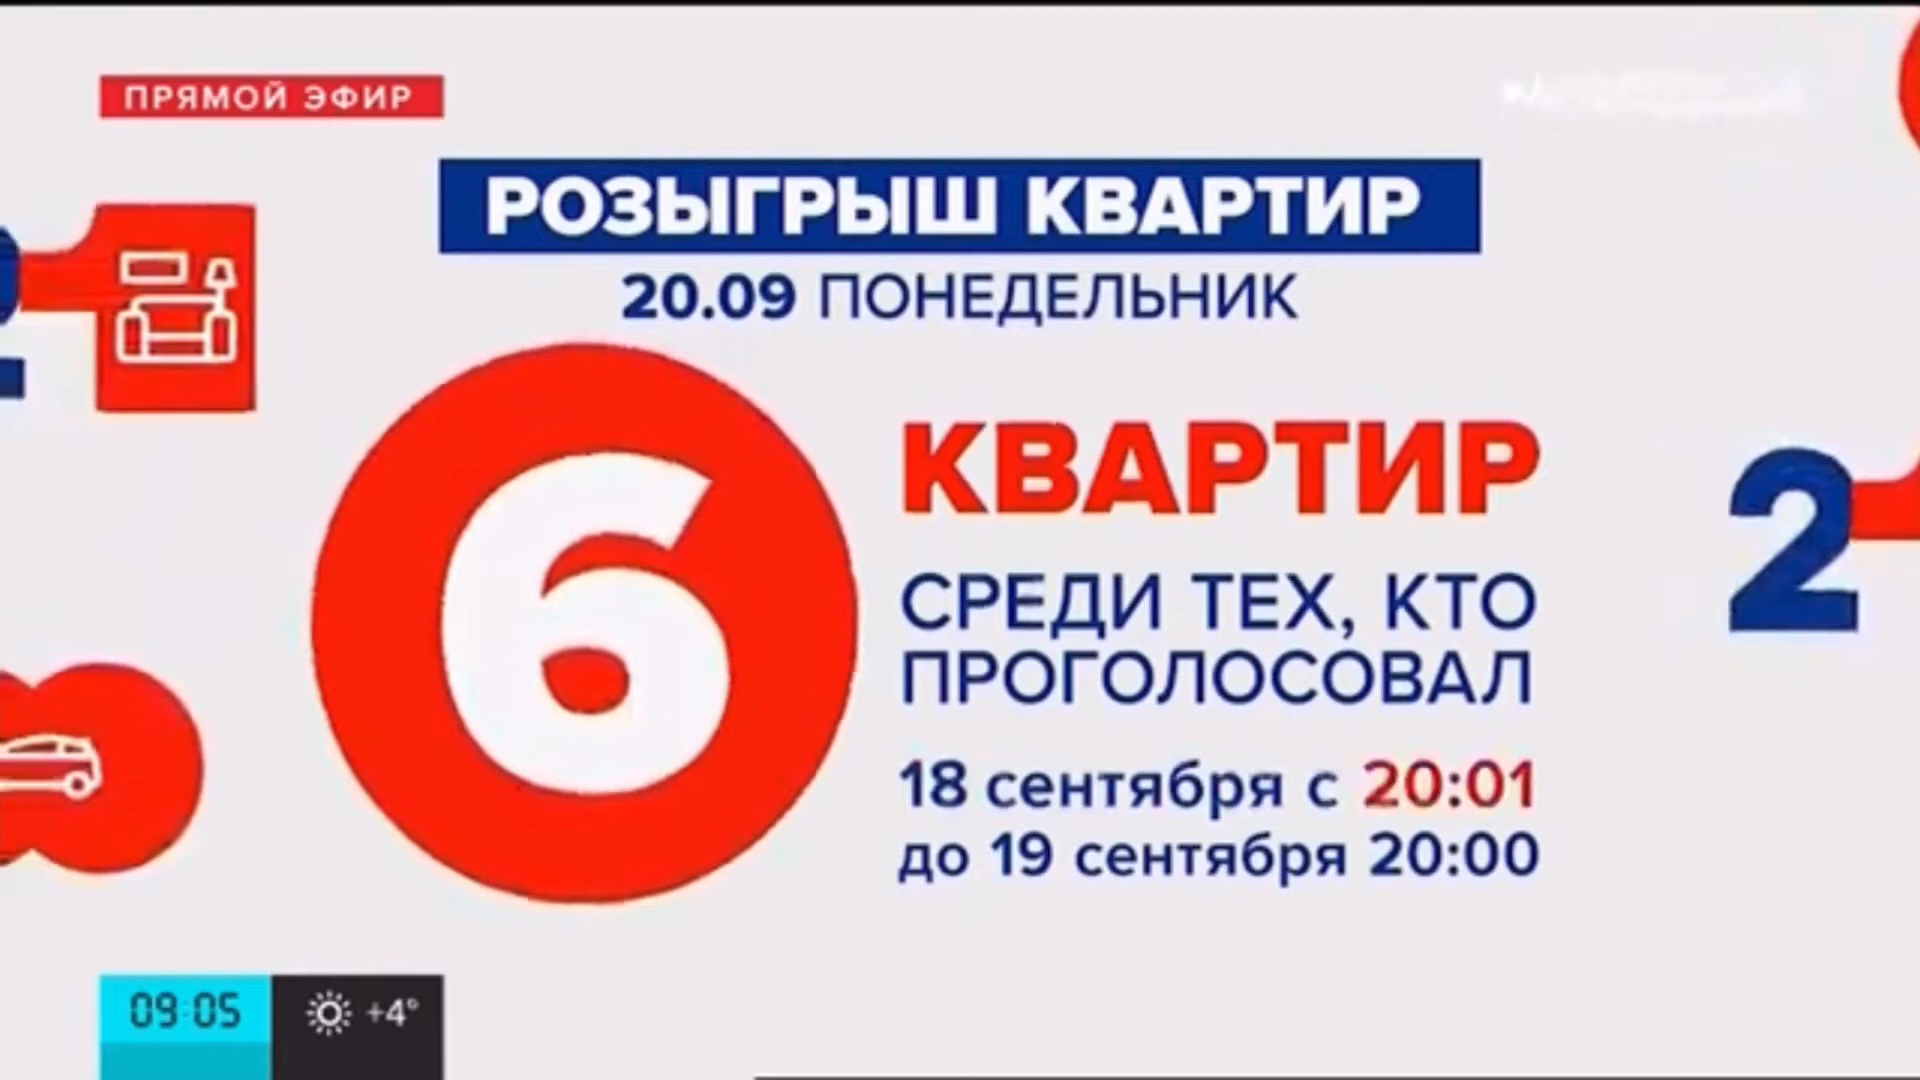 ПРЯМОЙ ЭФИР
РОЗЫГРЫШ КВАРТИР
20.09 ПОНЕДЕЛЬНИК
6
КВАРТИР
СРЕДИ ТЕХ, КТО
ПРОГОЛОСОВАЛ
18 сентября с 20:01
до 19 сентября 20:00
2
09:05
+4°